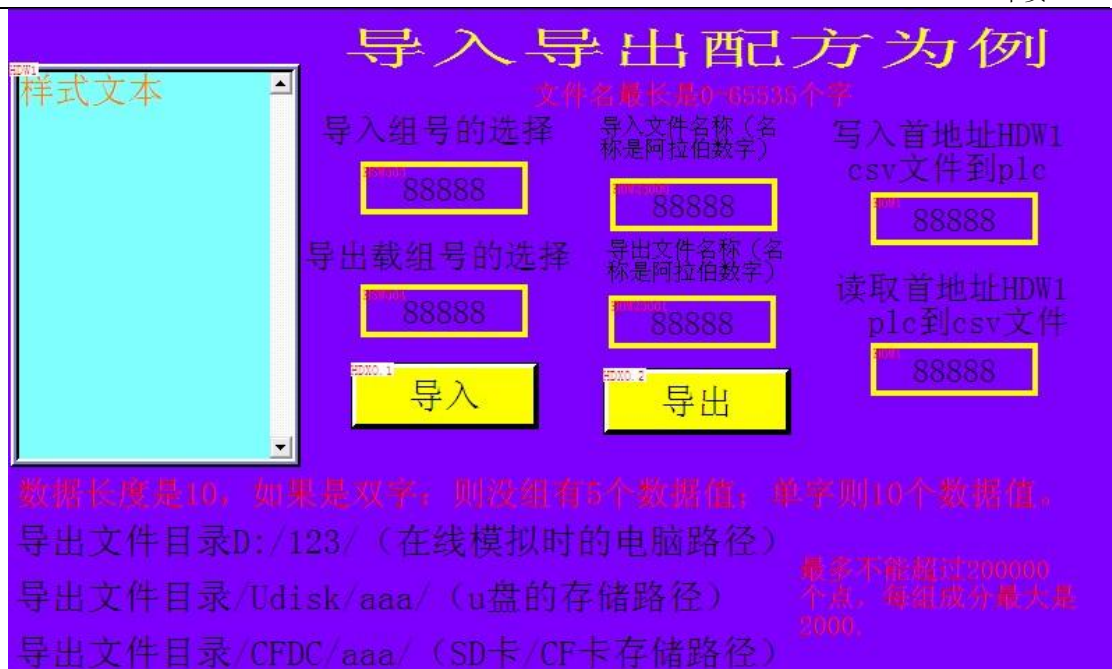 导入导出配方为例
HDW1
样式文本
文件名最长是0-65535个字
导入组号的选择
88888
导出载组号的选择
88888
HDX0.1
导入
导入文件名称（名
称是阿拉伯数字）
88888
导出文件名称（名
称是阿拉伯数字）
88888
HDX0.2
导出
写入首地址HDW1
csv文件到plc
88888
读取首地址HDW1
plc到csv文件
88888
数据长度是10，如果是双字；则没组有5个数据值；单字则10个数据值。
导出文件目录D:/123/（在线模拟时的电脑路径）
导出文件目录/Udisk/aaa/（u盘的存储路径）
导出文件目录/CFDC/aaa/（SD卡/CF卡存储路径）
最多不能超过200000
个点，每组成分最大是
2000.